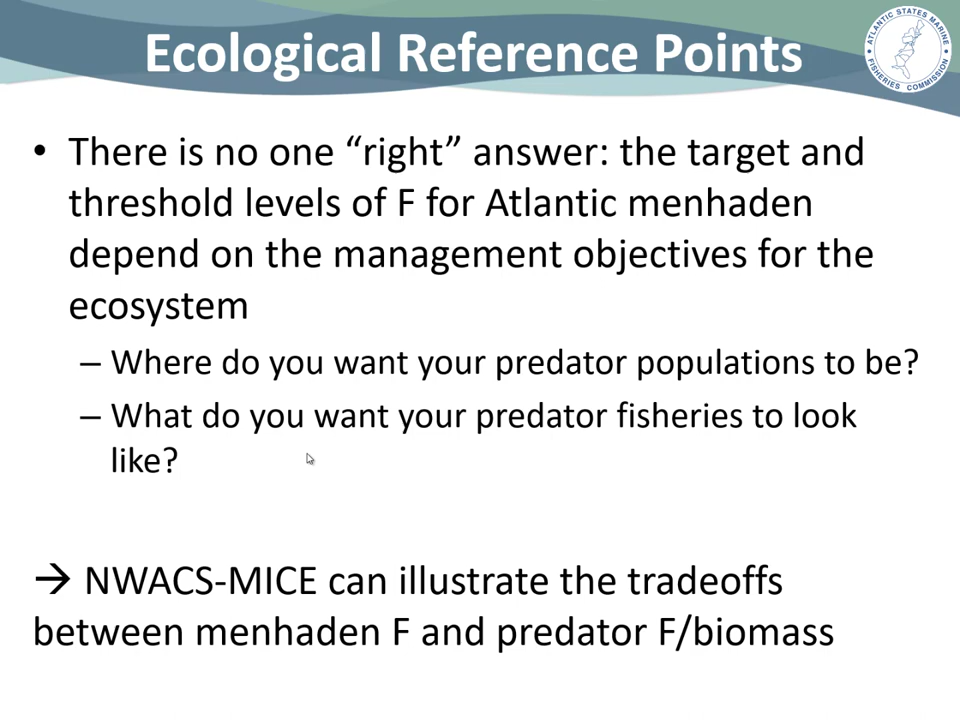 Ecological Reference Points
ATLANTIC STATES MARINE
FISHERIES COMMISSION
• There is no one “right” answer: the target and
threshold levels of F for Atlantic menhaden
depend on the management objectives for the
ecosystem
– Where do you want your predator populations to be?
– What do you want your predator fisheries to look
like?
→ NWACS-MICE can illustrate the tradeoffs
between menhaden F and predator F/biomass